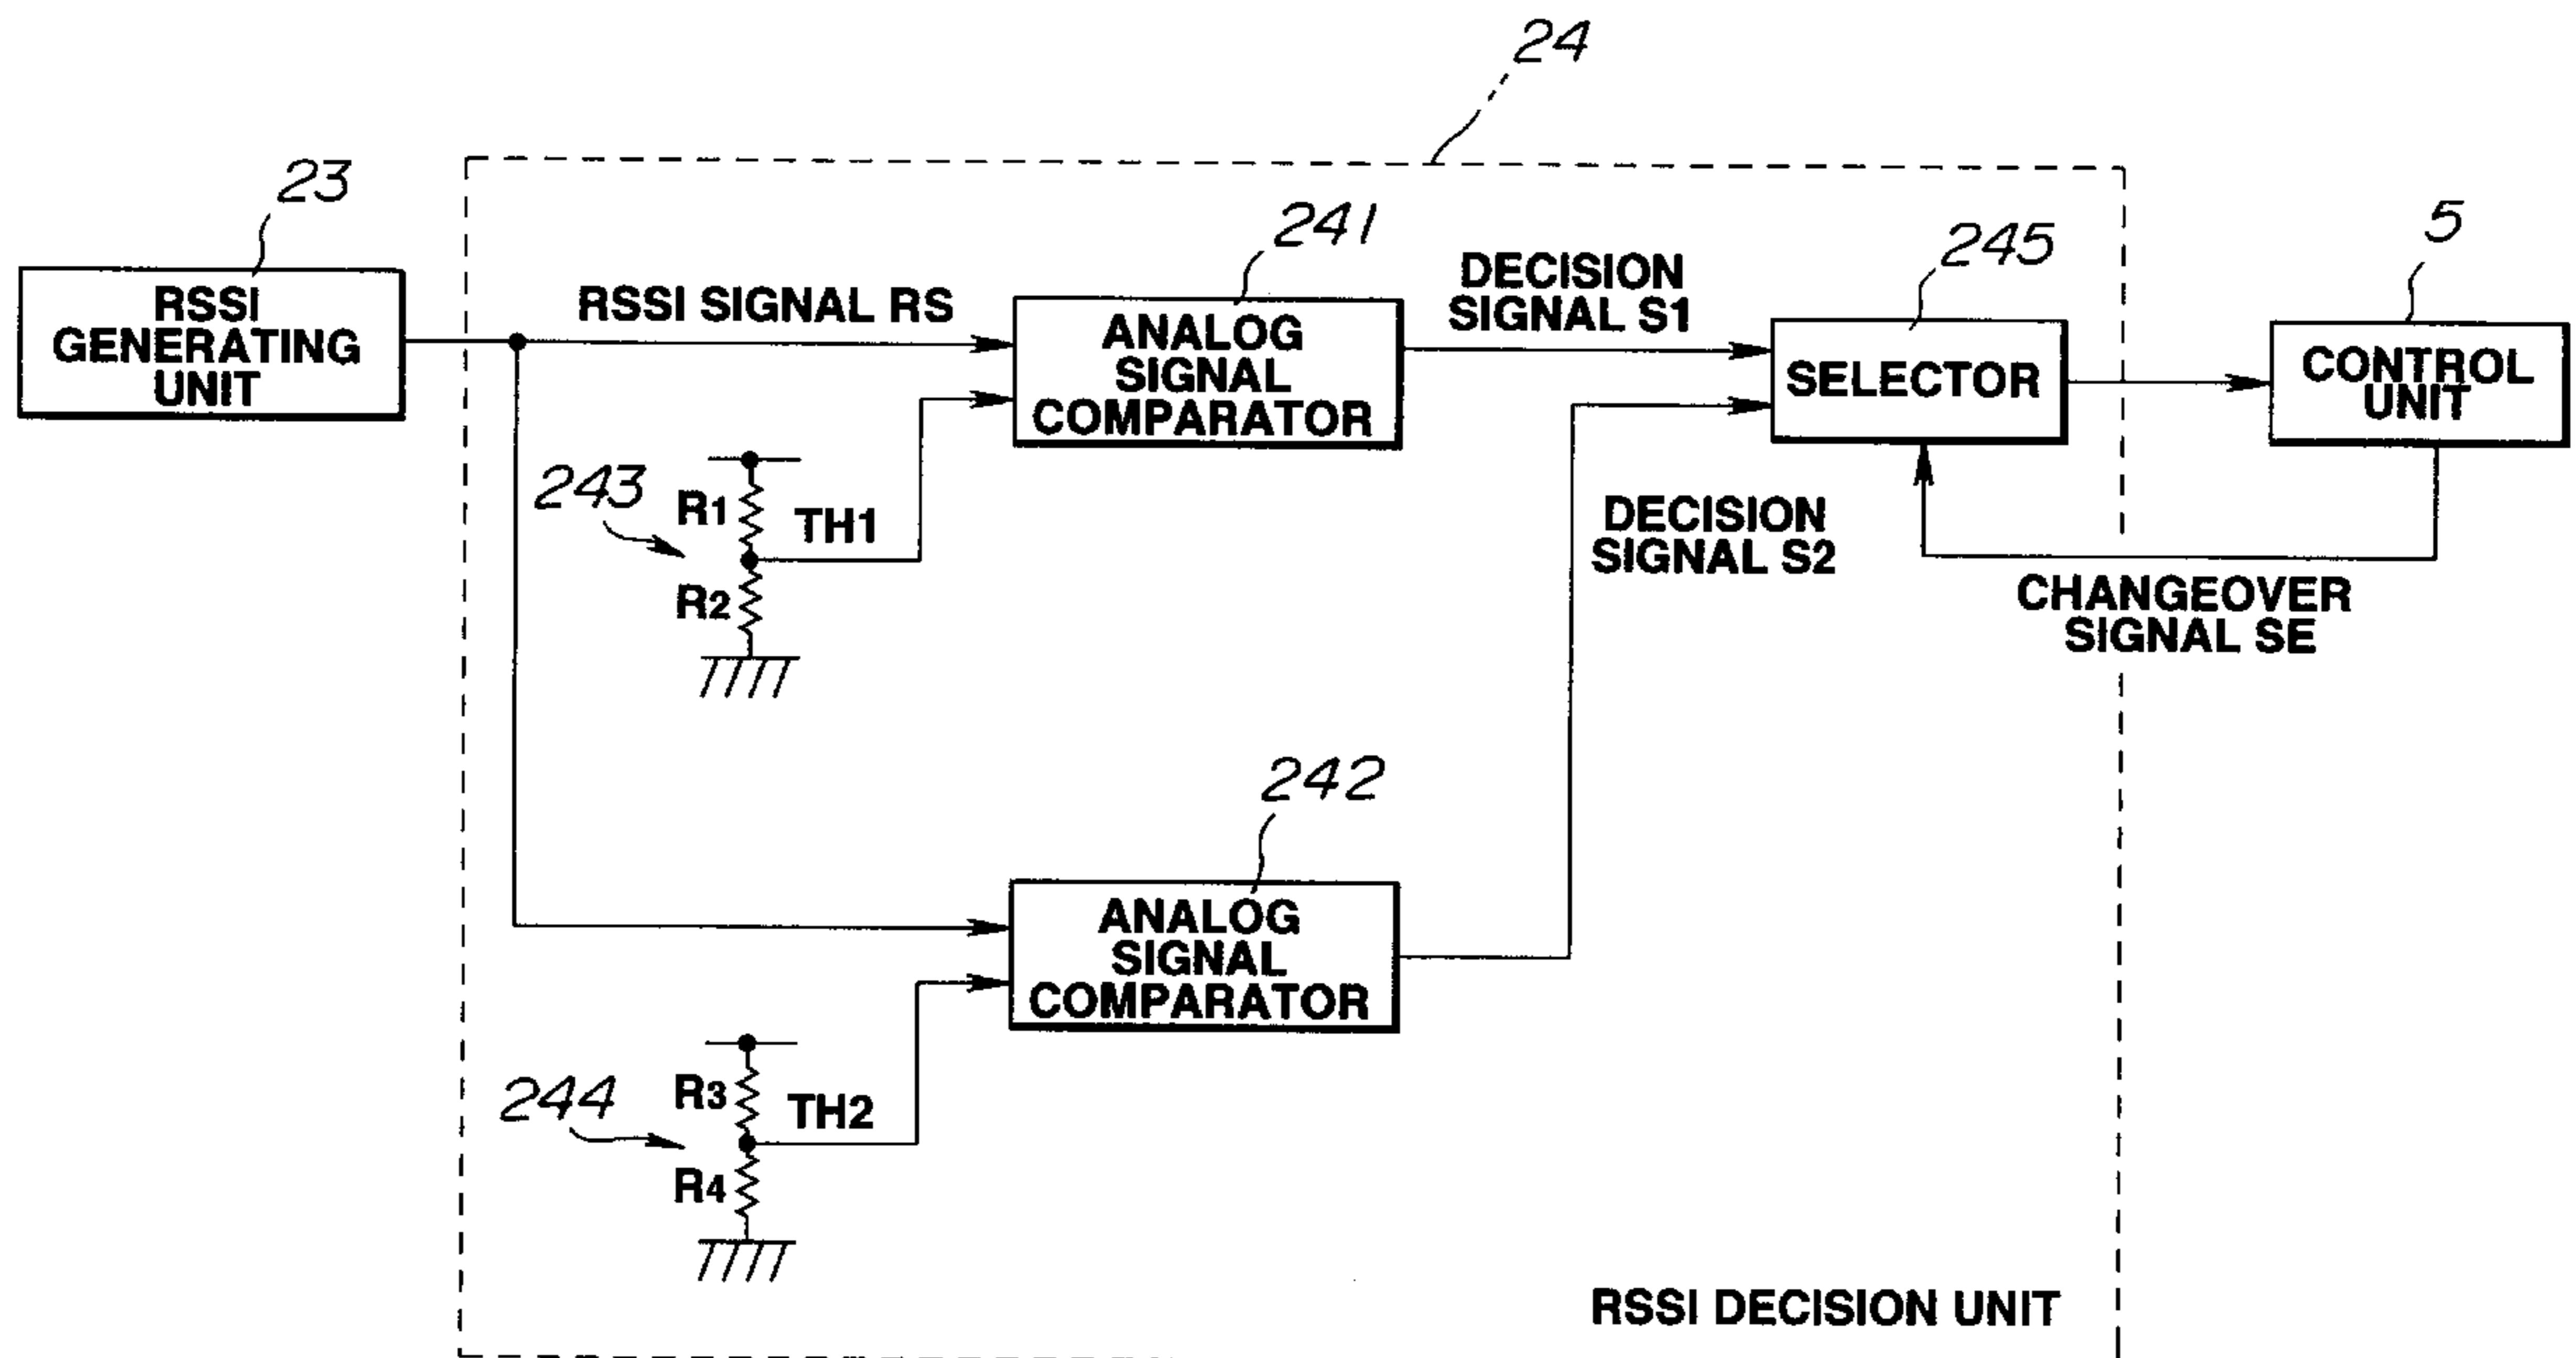 24
23
RSSI
GENERATING
UNIT
RSSI SIGNAL RS
241
ANALOG
SIGNAL
COMPARATOR
DECISION
SIGNAL S1
245
SELECTOR
5
CONTROL
UNIT
243
R1
TH1
R2
DECISION
SIGNAL S2
CHANGEOVER
SIGNAL SE
242
ANALOG
SIGNAL
COMPARATOR
244
R3
TH2
R4
RSSI DECISION UNIT